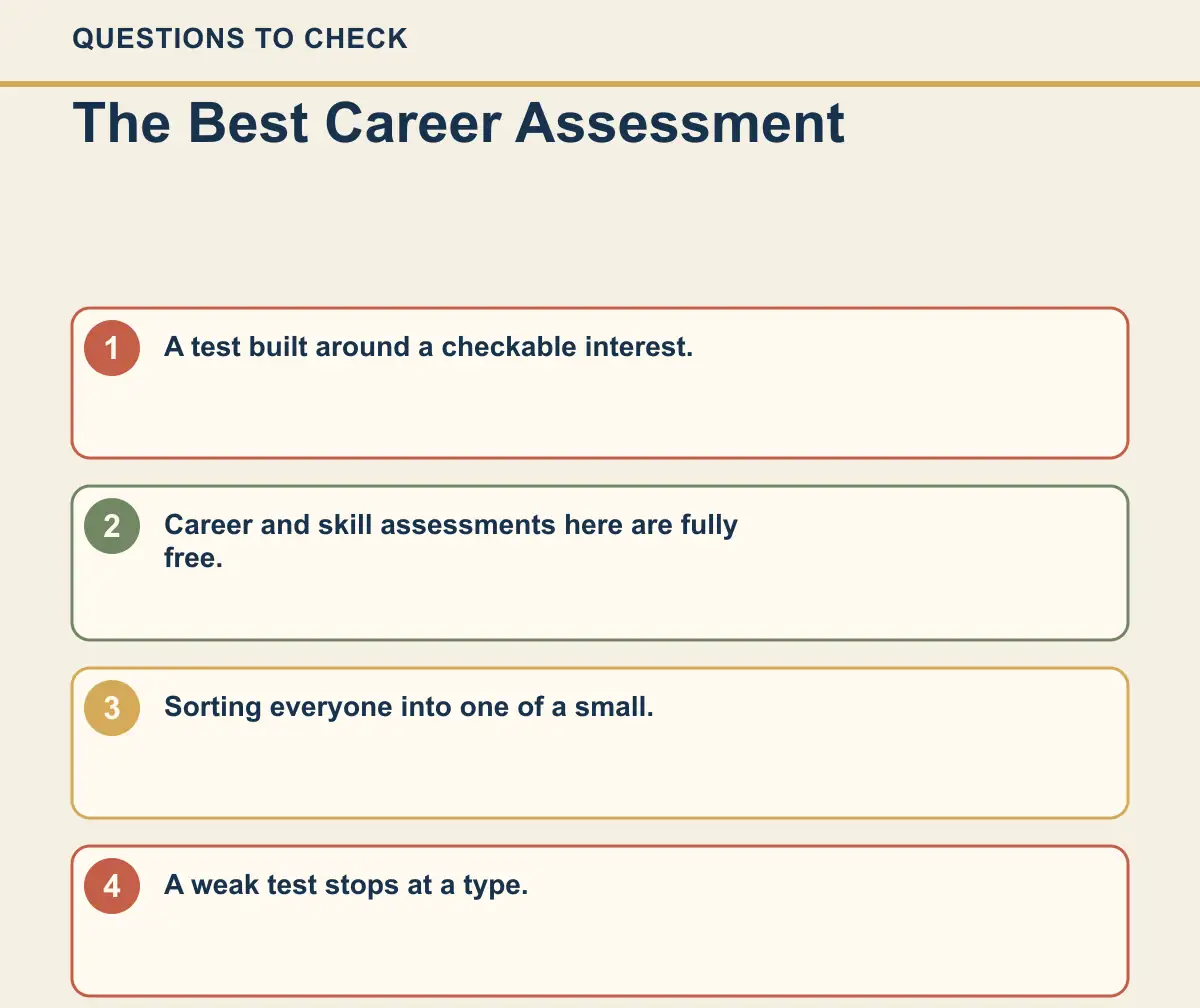 QUESTIONS TO CHECK
The Best Career Assessment
1
A test built around a checkable interest.
2
Career and skill assessments here are fully
free.
3
Sorting everyone into one of a small.
4
A weak test stops at a type.